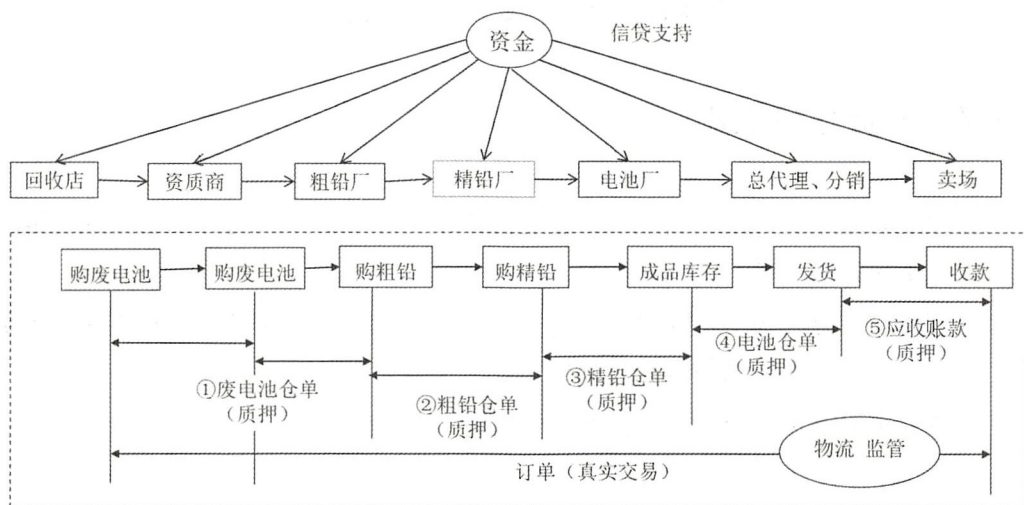 资金
信贷支持
回收店
资质商
粗铅厂
精铅厂
电池厂
总代理、分销
卖场
购废电池
购废电池
购粗铅
购精铅
成品库存
发货
收款
①废电池仓单
（质押）
②粗铅仓单
（质押）
③精铅仓单
（质押）
④电池仓单
（质押）
⑤应收账款
（质押）
物流 监管
订单（真实交易）